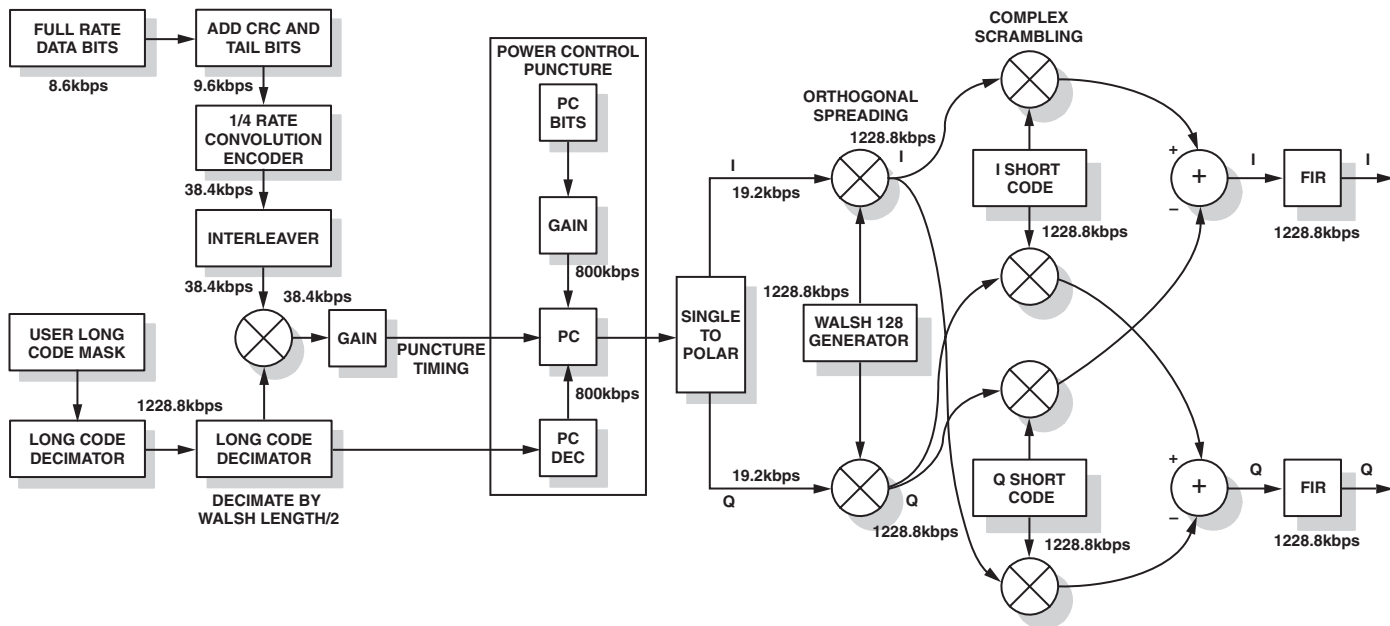 FULL RATE
DATA BITS
8.6kbps
ADD CRC AND
TAIL BITS
9.6kbps
1/4 RATE
CONVOLUTION
ENCODER
38.4kbps
INTERLEAVER
38.4kbps
38.4kbps
USER LONG
CODE MASK
1228.8kbps
LONG CODE
DECIMATOR
LONG CODE
DECIMATOR
DECIMATE BY
WALSH LENGTH/2
GAIN
PUNCTURE
TIMING
POWER CONTROL
PUNCTURE
PC
BITS
GAIN
800kbps
PC
800kbps
PC
DEC
SINGLE
TO
POLAR
I
19.2kbps
19.2kbps
Q
ORTHOGONAL
SPREADING
1228.8kbps
I
1228.8kbps
WALSH 128
GENERATOR
Q
1228.8kbps
COMPLEX
SCRAMBLING
I SHORT
CODE
1228.8kbps
Q SHORT
CODE
1228.8kbps
+
+
–
I
FIR
I
1228.8kbps
+
+
–
Q
FIR
Q
1228.8kbps